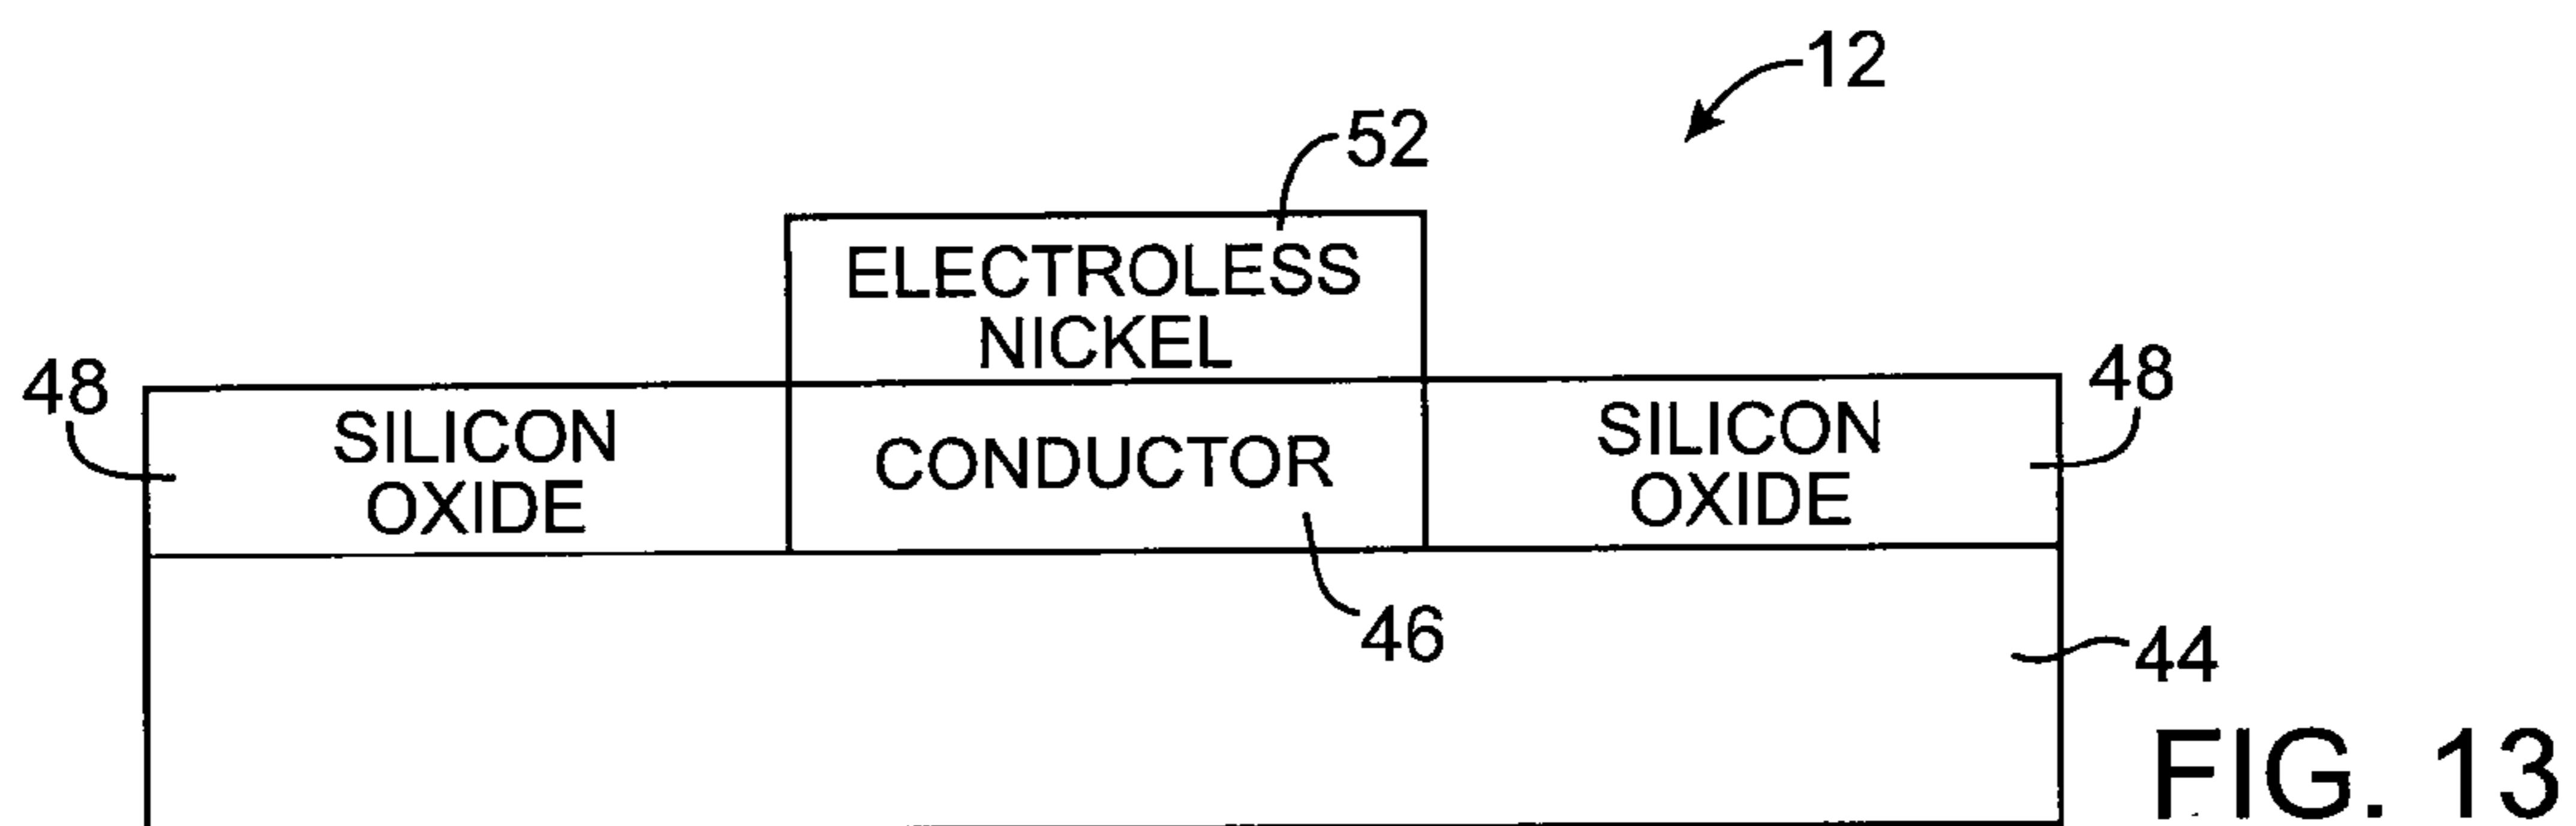 12
52
ELECTROLESS
NICKEL
48
SILICON
OXIDE
CONDUCTOR
SILICON
OXIDE
48
46
44
FIG. 13